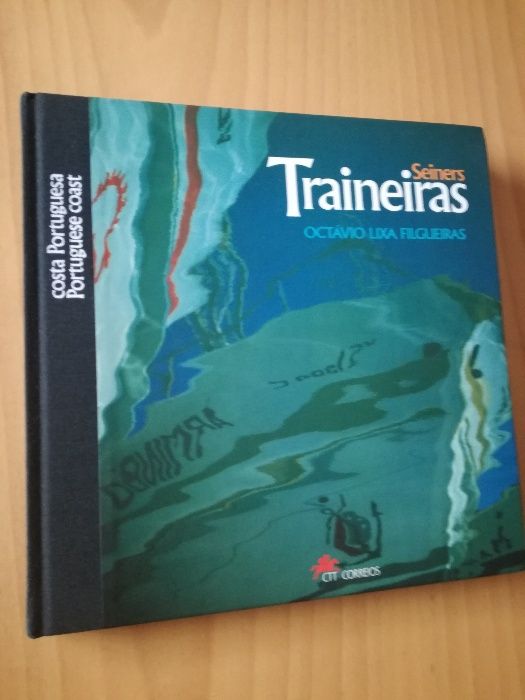 costa Portuguesa
Portuguese coast
Seiners
Traineiras
OCTÁVIO LIXA FILGUEIRAS
CTT CORREIOS